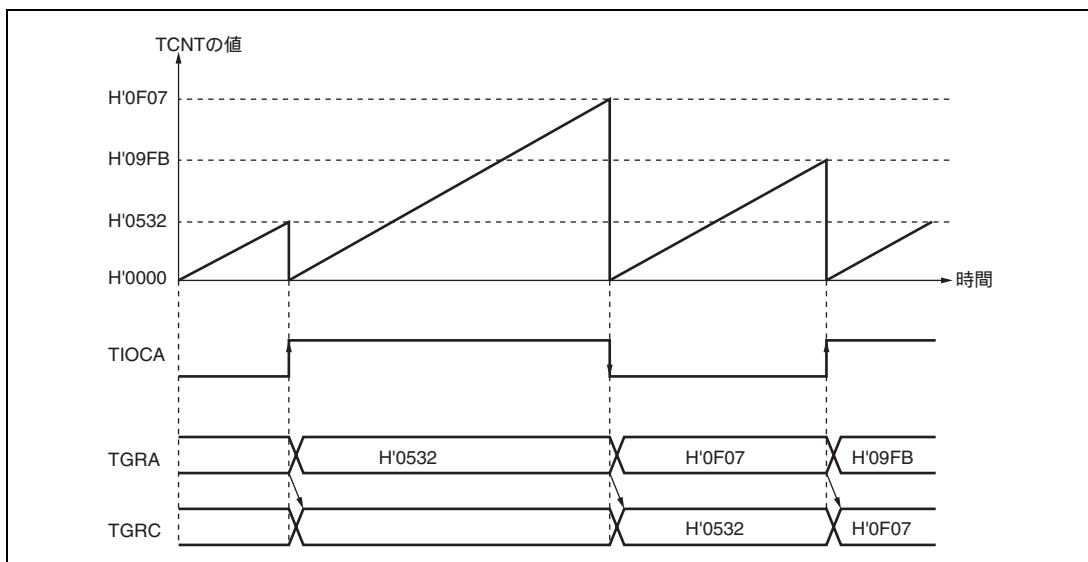 TCNTの値
H'0F07
H'09FB
H'0532
H'0000
時間
TIOCA
TGRA
H'0532
H'0F07
H'09FB
TGRC
H'0532
H'0F07